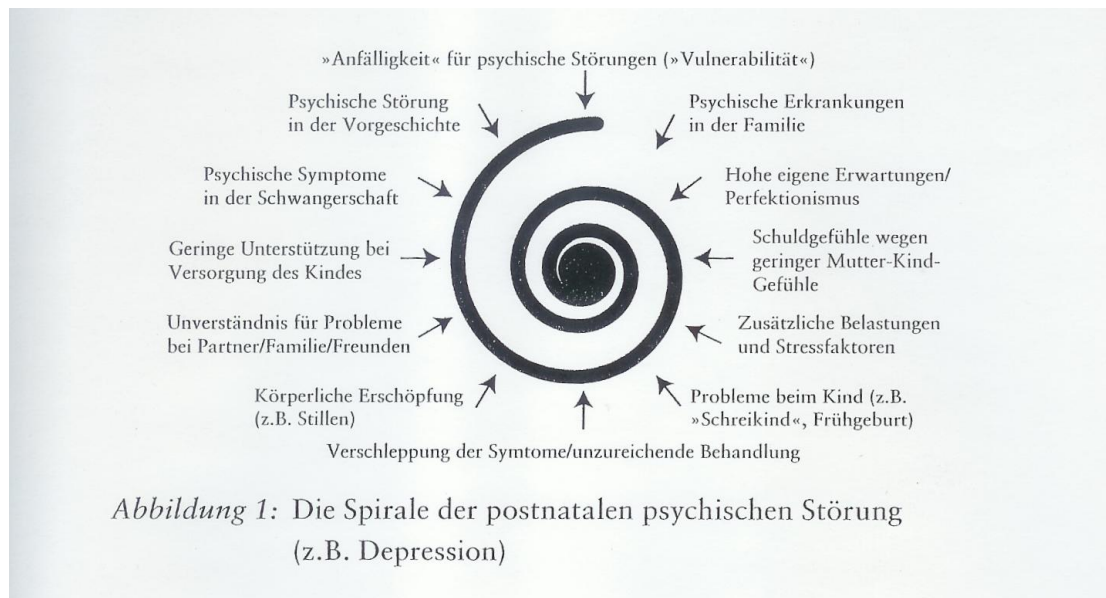 »Anfälligkeit« für psychische Störungen (»Vulnerabilität«)
Psychische Störung
in der Vorgeschichte
Psychische Erkrankungen
in der Familie
Psychische Symptome
in der Schwangerschaft
Hohe eigene Erwartungen/
Perfektionismus
Geringe Unterstützung bei
Versorgung des Kindes
Schuldgefühle wegen
geringer Mutter-Kind-
Gefühle
Unverständnis für Probleme
bei Partner/Familie/Freunden
Zusätzliche Belastungen
und Stressfaktoren
Körperliche Erschöpfung
(z.B. Stillen)
Probleme beim Kind (z.B.
»Schreikind«, Frühgeburt)
Verschleppung der Symtome/unzureichende Behandlung
Abbildung 1: Die Spirale der postnatalen psychischen Störung
(z.B. Depression)